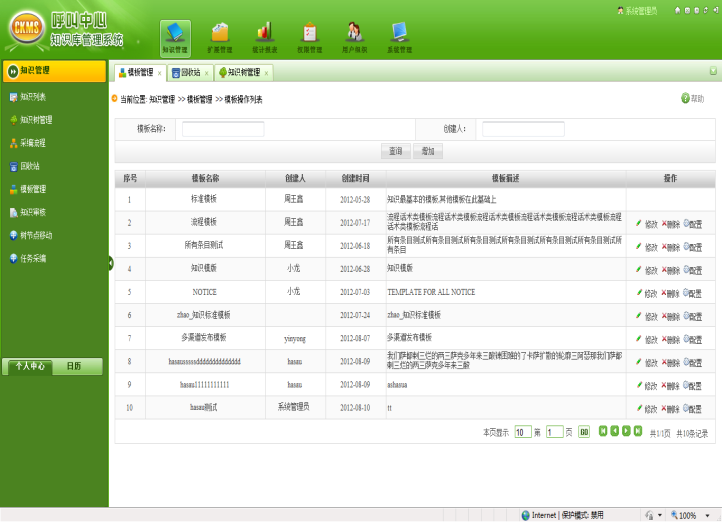 CKMS
呼叫中心
知识库管理系统
系统管理员
知识管理 扩展管理 统计报表 权限管理 用户组织 系统管理
知识管理
模板管理 × 回收站 × 知识树管理 ×
当前位置: 知识管理 >> 模板管理 >> 模板操作列表
帮助
知识列表
知识树管理
采编流程
回收站
模板管理
知识审核
树节点移动
任务采编
个人中心 日历
模板名称: 创建人:
查询 增加
序号 模板名称 创建人 创建时间 模板描述 操作
1 标准模板 周王鑫 2012-05-28 知识最基本的模板,其他模板在此基础上
2 流程模板 周王鑫 2012-07-17 流程话术类模板流程话术类模板流程话术类模板流程话术类模板流程话术类模板流程
话术类模板流程话 修改 删除 配置
3 所有条目测试 周王鑫 2012-06-18 所有条目测试所有条目测试所有条目测试所有条目测试所有条目测试所有条目测试所
有条目 修改 删除 配置
4 知识模版 小龙 2012-06-28 知识模版 修改 删除 配置
5 NOTICE 小龙 2012-07-03 TEMPLATE FOR ALL NOTICE 修改 删除 配置
6 zhao_知识标准模板 2012-07-24 zhao_知识标准模板 修改 删除 配置
7 多渠道发布模板 yinyong 2012-08-07 多渠道发布模板 修改 删除 配置
8 hasau 2012-08-09 修改 删除 配置
9 hasau11111111111 hasau 2012-08-09 ashasua 修改 删除 配置
10 hasau测试 系统管理员 2012-08-10 tt 修改 删除 配置
本页显示 10 第 1 页 GO 共1/1页 共10条记录
Internet | 保护模式: 禁用 100%